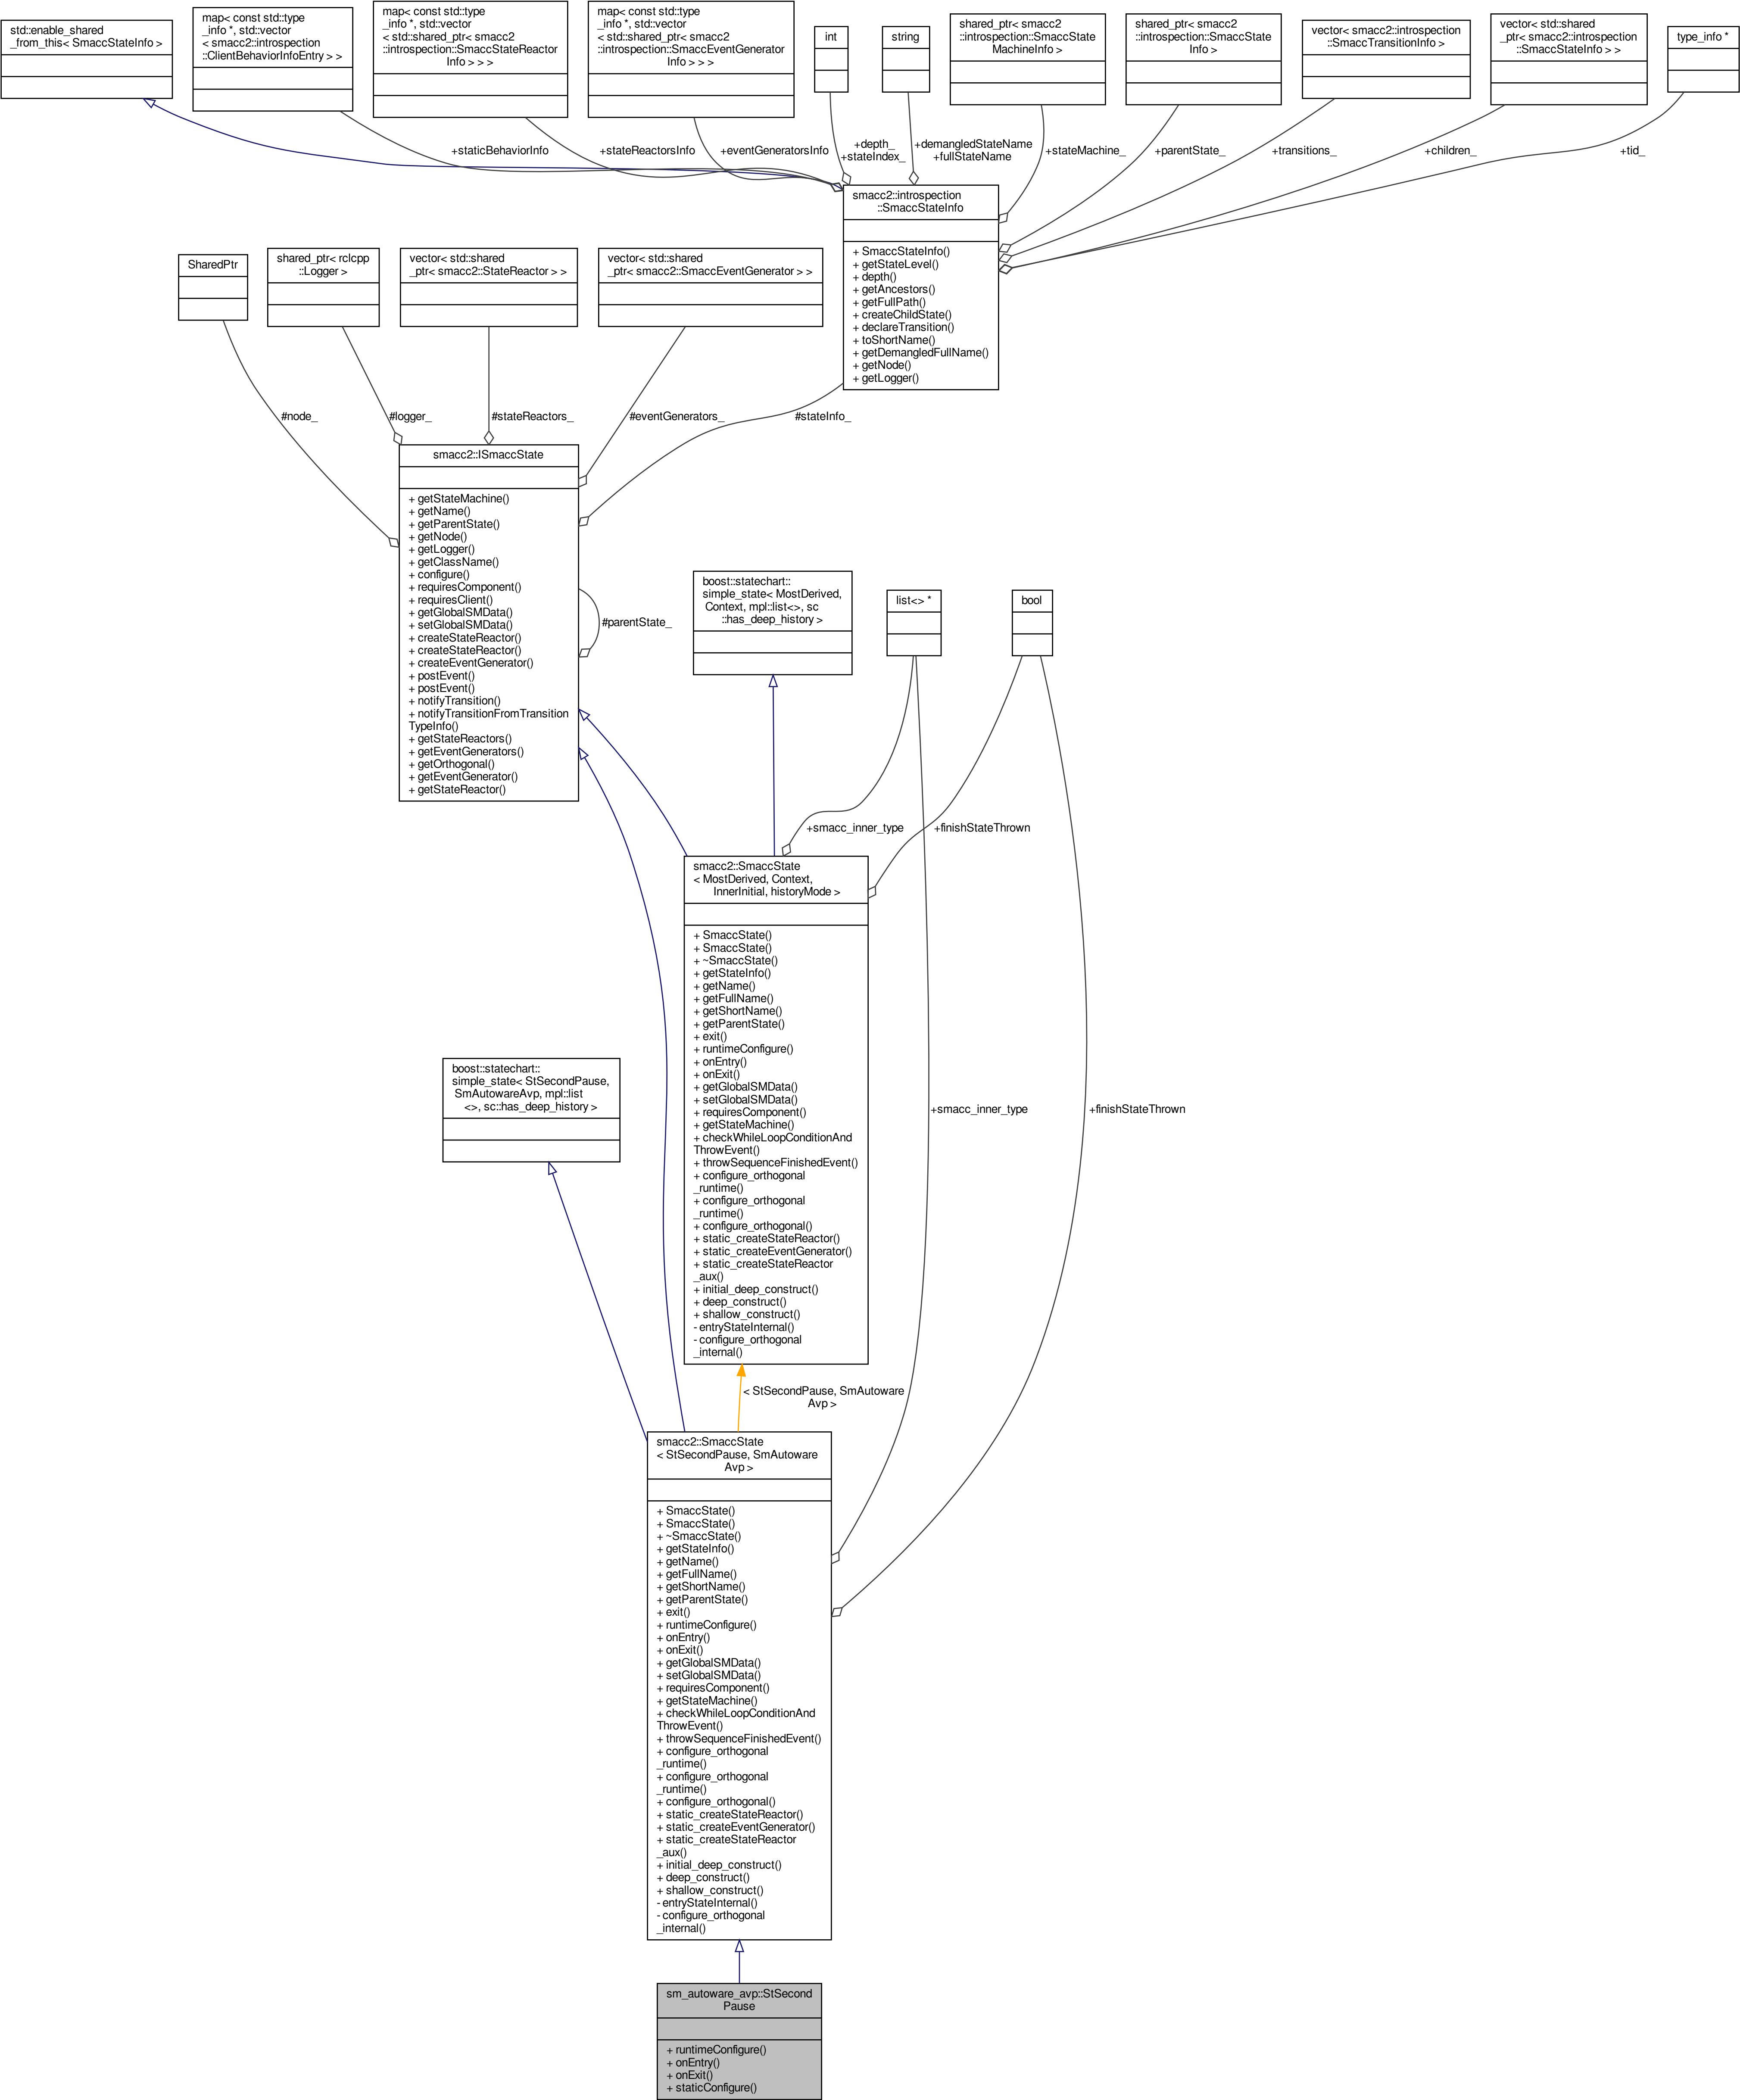 std::enable_shared
_from_this< SmaccStateInfo >
map< const std::type
_info *, std::vector
< smacc2::introspection
::ClientBehaviorInfoEntry > >
map< const std::type
_info *, std::vector
< std::shared_ptr< smacc2
::introspection::SmaccStateReactor
Info > > >
map< const std::type
_info *, std::vector
< std::shared_ptr< smacc2
::introspection::SmaccEventGenerator
Info > > >
int
string
shared_ptr< smacc2
::introspection::SmaccState
MachineInfo >
shared_ptr< smacc2
::introspection::SmaccState
Info >
vector< smacc2::introspection
::SmaccTransitionInfo >
vector< std::shared
_ptr< smacc2::introspection
::SmaccStateInfo > >
type_info *
+staticBehaviorInfo
+stateReactorsInfo
+eventGeneratorsInfo
+depth_
+stateIndex_
+demangledStateName
+fullStateName
+stateMachine_
+parentState_
+transitions_
+children_
+tid_
smacc2::introspection
::SmaccStateInfo
+ SmaccStateInfo()
+ getStateLevel()
+ depth()
+ getAncestors()
+ getFullPath()
+ createChildState()
+ declareTransition()
+ toShortName()
+ getDemangledFullName()
+ getNode()
+ getLogger()
SharedPtr
shared_ptr< rclcpp
::Logger >
vector< std::shared
_ptr< smacc2::StateReactor > >
vector< std::shared
_ptr< smacc2::SmaccEventGenerator > >
#node_
#logger_
#stateReactors_
#eventGenerators_
#stateInfo_
smacc2::ISmaccState
+ getStateMachine()
+ getName()
+ getParentState()
+ getNode()
+ getLogger()
+ getClassName()
+ configure()
+ requiresComponent()
+ requiresClient()
+ getGlobalSMData()
+ setGlobalSMData()
+ createStateReactor()
+ createStateReactor()
+ createEventGenerator()
+ postEvent()
+ postEvent()
+ notifyTransition()
+ notifyTransitionFromTransition
TypeInfo()
+ getStateReactors()
+ getEventGenerators()
+ getOrthogonal()
+ getEventGenerator()
+ getStateReactor()
#parentState_
boost::statechart::
simple_state< MostDerived,
Context, mpl::list<>, sc
::has_deep_history >
list<> *
bool
+smacc_inner_type
+finishStateThrown
smacc2::SmaccState
< MostDerived, Context,
InnerInitial, historyMode >
+ SmaccState()
+ SmaccState()
+ ~SmaccState()
+ getStateInfo()
+ getName()
+ getFullName()
+ getShortName()
+ getParentState()
+ exit()
+ runtimeConfigure()
+ onEntry()
+ onExit()
+ getGlobalSMData()
+ setGlobalSMData()
+ requiresComponent()
+ getStateMachine()
+ checkWhileLoopConditionAnd
ThrowEvent()
+ throwSequenceFinishedEvent()
+ configure_orthogonal
_runtime()
+ configure_orthogonal
_runtime()
+ configure_orthogonal()
+ static_createStateReactor()
+ static_createEventGenerator()
+ static_createStateReactor
_aux()
+ initial_deep_construct()
+ deep_construct()
+ shallow_construct()
- entryStateInternal()
- configure_orthogonal
_internal()
boost::statechart::
simple_state< StSecondPause,
SmAutowareAvp, mpl::list
<>, sc::has_deep_history >
+smacc_inner_type
+finishStateThrown
< StSecondPause, SmAutoware
Avp >
smacc2::SmaccState
< StSecondPause, SmAutoware
Avp >
+ SmaccState()
+ SmaccState()
+ ~SmaccState()
+ getStateInfo()
+ getName()
+ getFullName()
+ getShortName()
+ getParentState()
+ exit()
+ runtimeConfigure()
+ onEntry()
+ onExit()
+ getGlobalSMData()
+ setGlobalSMData()
+ requiresComponent()
+ getStateMachine()
+ checkWhileLoopConditionAnd
ThrowEvent()
+ throwSequenceFinishedEvent()
+ configure_orthogonal
_runtime()
+ configure_orthogonal
_runtime()
+ configure_orthogonal()
+ static_createStateReactor()
+ static_createEventGenerator()
+ static_createStateReactor
_aux()
+ initial_deep_construct()
+ deep_construct()
+ shallow_construct()
- entryStateInternal()
- configure_orthogonal
_internal()
sm_autoware_avp::StSecond
Pause
+ runtimeConfigure()
+ onEntry()
+ onExit()
+ staticConfigure()